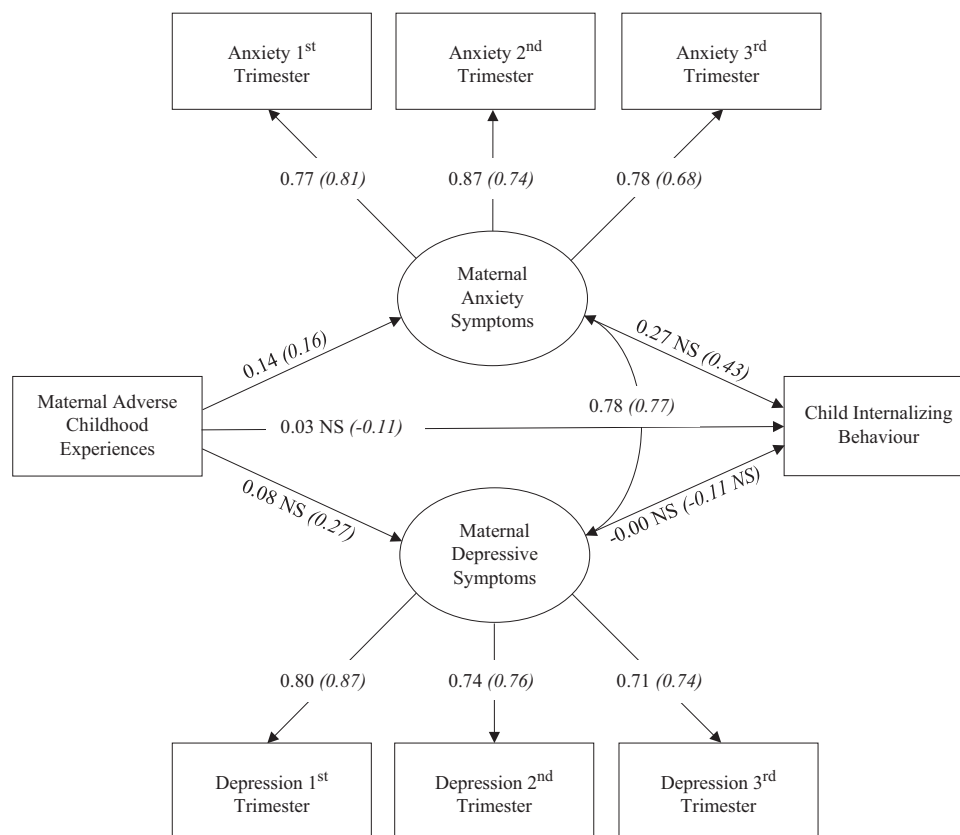 Anxiety 1st
Trimester
Anxiety 2nd
Trimester
Anxiety 3rd
Trimester
0.77 (0.81)
0.87 (0.74)
0.78 (0.68)
Maternal
Anxiety
Symptoms
0.14 (0.16)
0.27 NS (0.43)
Maternal Adverse
Childhood
Experiences
0.78 (0.77)
0.03 NS (-0.11)
Child Internalizing
Behaviour
0.08 NS (0.27)
-0.00 NS (-0.11 NS)
Maternal
Depressive
Symptoms
0.80 (0.87)
0.74 (0.76)
0.71 (0.74)
Depression 1st
Trimester
Depression 2nd
Trimester
Depression 3rd
Trimester